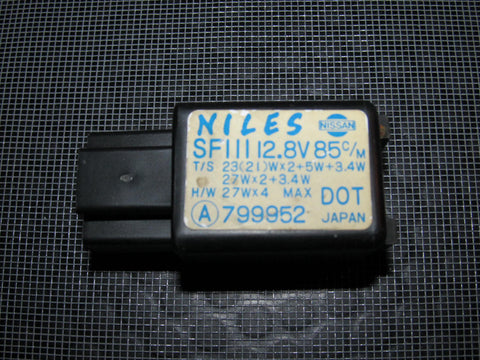 NILES NISSAN
SF111 12.8V 85C/M
T/S 23(21)W×2+5W+3.4W
27W×2+3.4W
H/W 27W×4 MAX DOT
A 799952 JAPAN